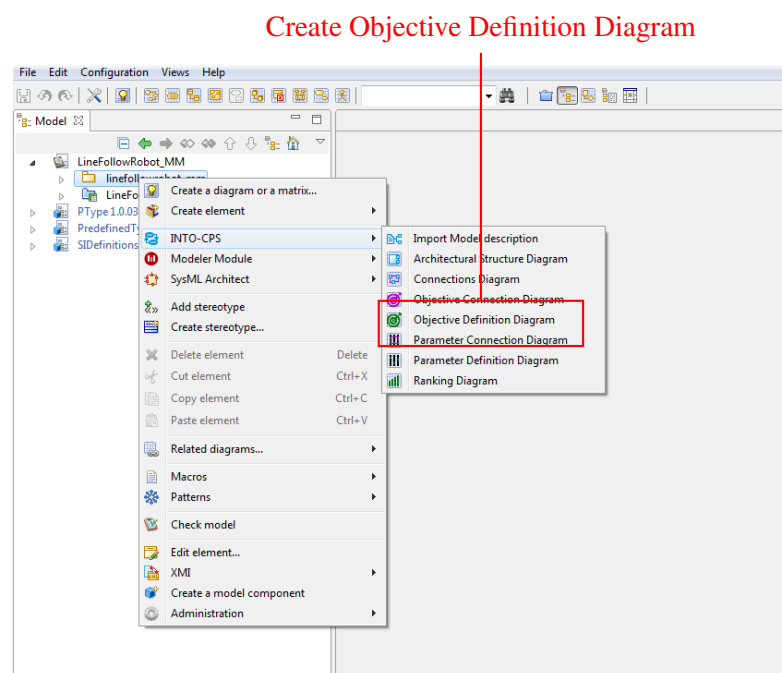 Create Objective Definition Diagram
File Edit Configuration Views Help
Model
LineFollowRobot_MM
linefollowrobot_mm
LineFo
PType 1.0.03
PredefinedTy
SIDefinitions
Create a diagram or a matrix...
Create element
INTO-CPS
Modeler Module
SysML Architect
Add stereotype
Create stereotype...
Delete element Delete
Cut element Ctrl+X
Copy element Ctrl+C
Paste element Ctrl+V
Related diagrams...
Macros
Patterns
Check model
Edit element...
XMI
Create a model component
Administration
Import Model description
Architectural Structure Diagram
Connections Diagram
Objective Connection Diagram
Objective Definition Diagram
Parameter Connection Diagram
Parameter Definition Diagram
Ranking Diagram